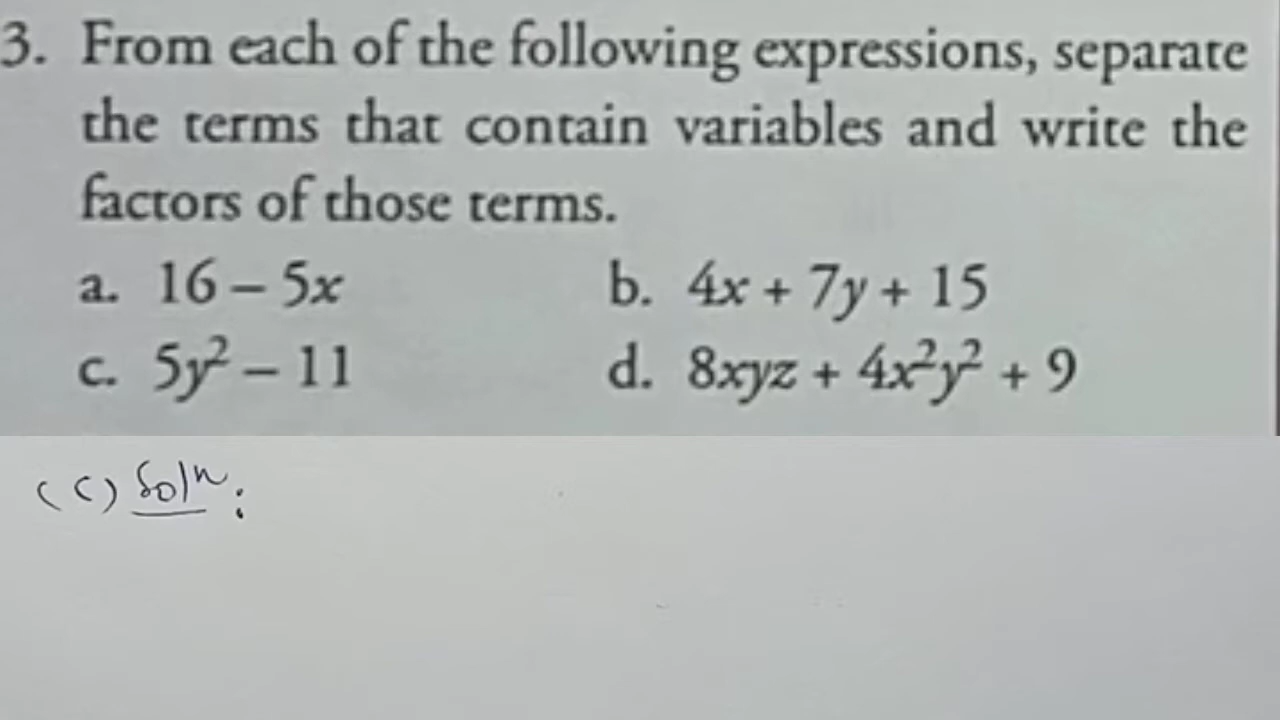 3. From each of the following expressions, separate
the terms that contain variables and write the
factors of those terms.
a. 16 – 5x b. 4x + 7y + 15
c. 5y² – 11 d. 8xyz + 4x²y² + 9
(c) Solⁿ: